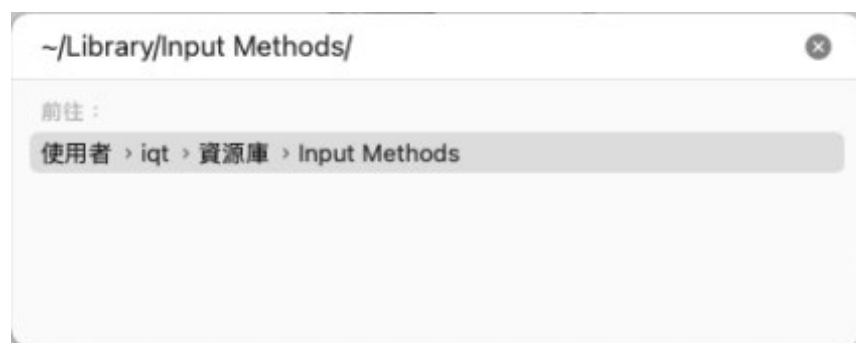 ~/Library/Input Methods/
前往：
使用者 › iqt › 資源庫 › Input Methods